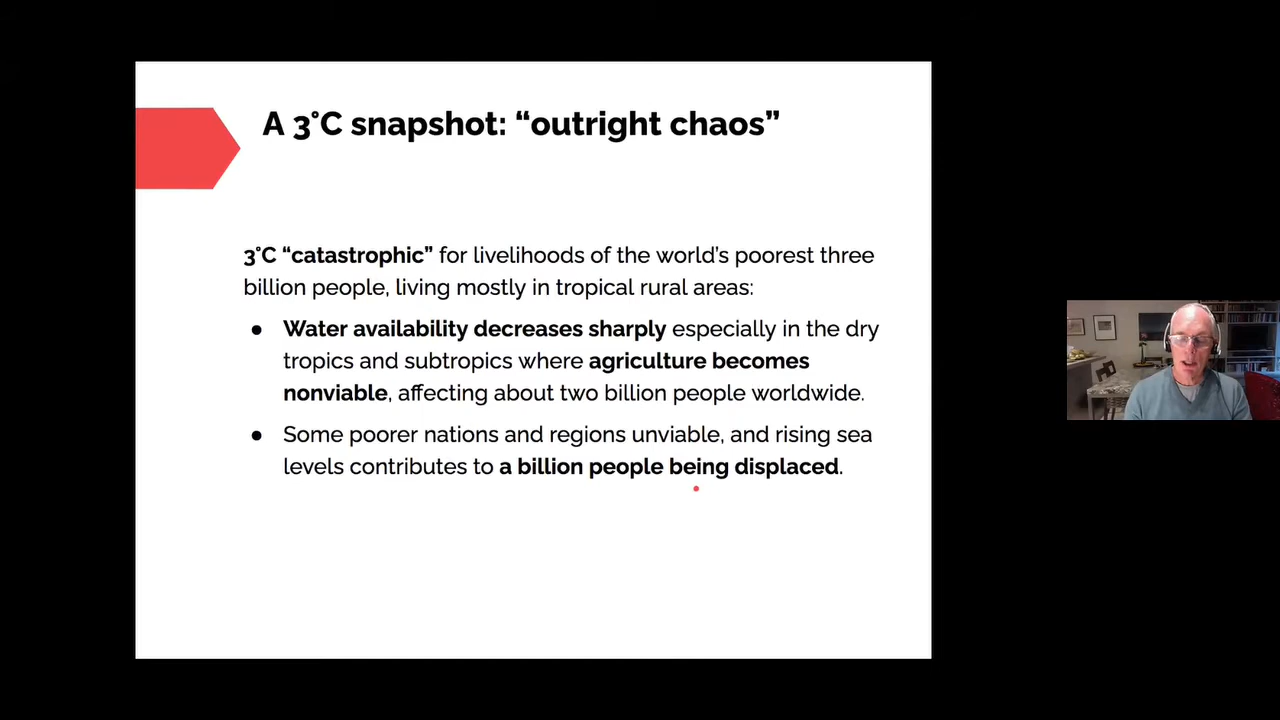 A 3°C snapshot: “outright chaos”
3°C “catastrophic” for livelihoods of the world’s poorest three
billion people, living mostly in tropical rural areas:
● Water availability decreases sharply especially in the dry
tropics and subtropics where agriculture becomes
nonviable, affecting about two billion people worldwide.
● Some poorer nations and regions unviable, and rising sea
levels contributes to a billion people being displaced.